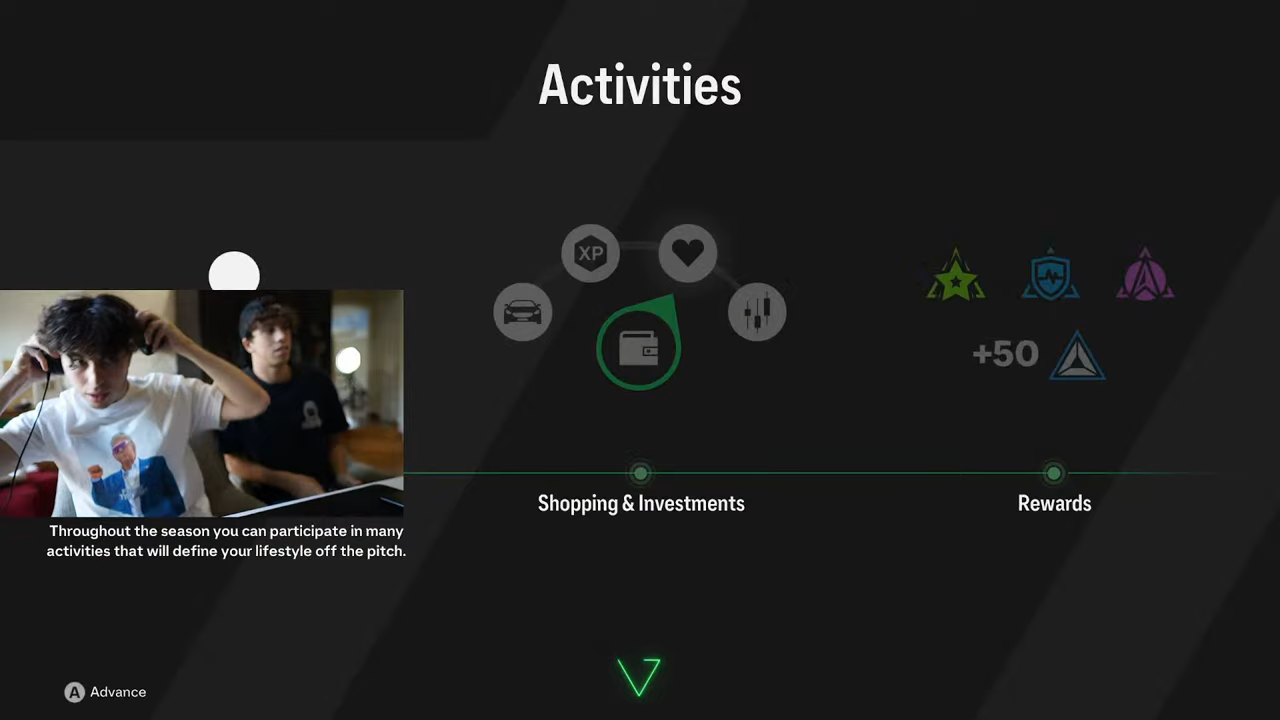 Activities
XP
+50
Shopping & Investments
Rewards
Throughout the season you can participate in many
activities that will define your lifestyle off the pitch.
A Advance